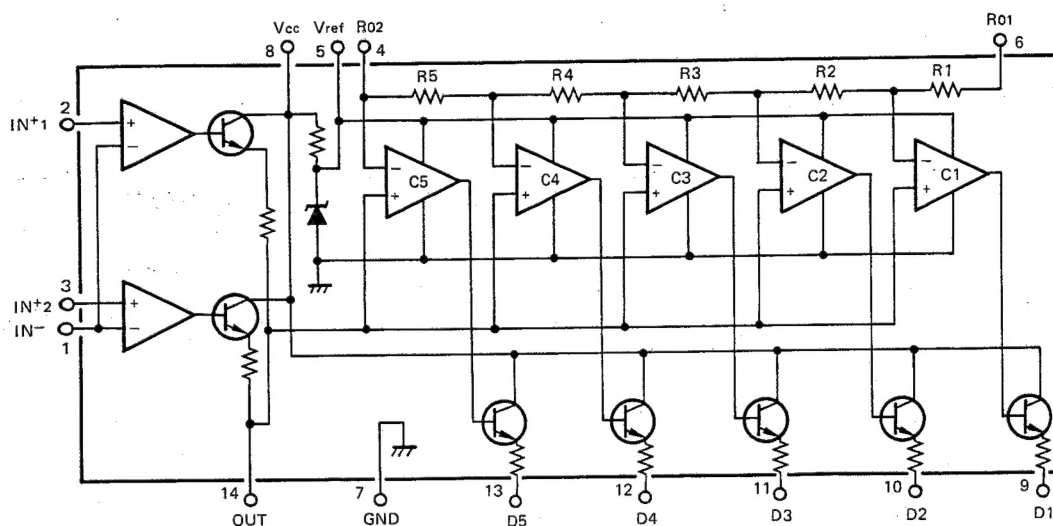 Vcc Vref R02 R01
8 5 4 6
R5 R4 R3 R2 R1
2
IN+1 + −
− − − − −
C5 C4 C3 C2 C1
+ + + + +
3
IN+2 +
IN− −
1
14 7 13 12 11 10 9
OUT GND D5 D4 D3 D2 D1